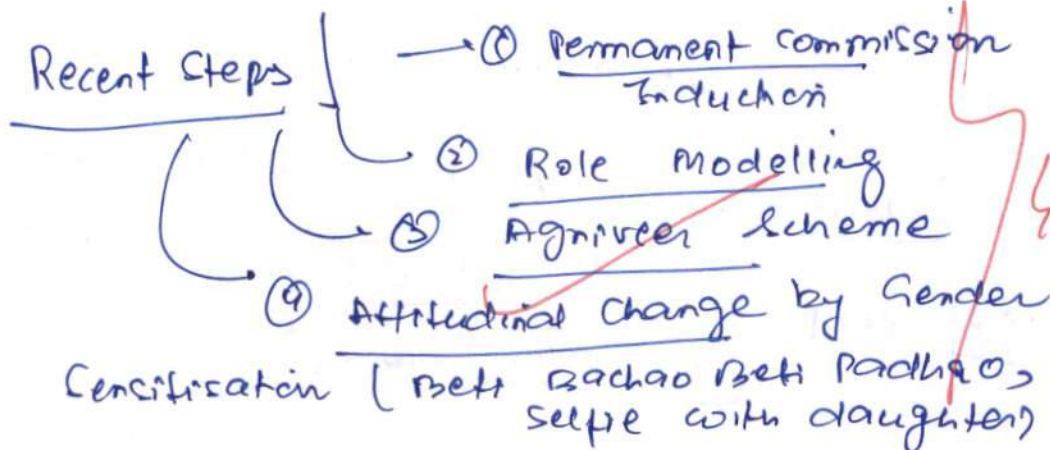 ① Permanent Commission
Recent Steps
Induction
② Role Modelling
③ Agniveer Scheme
④ Attitudinal Change by Gender
Sensitisation (Beti Bachao Beti Padhao,
selfie with daughter)